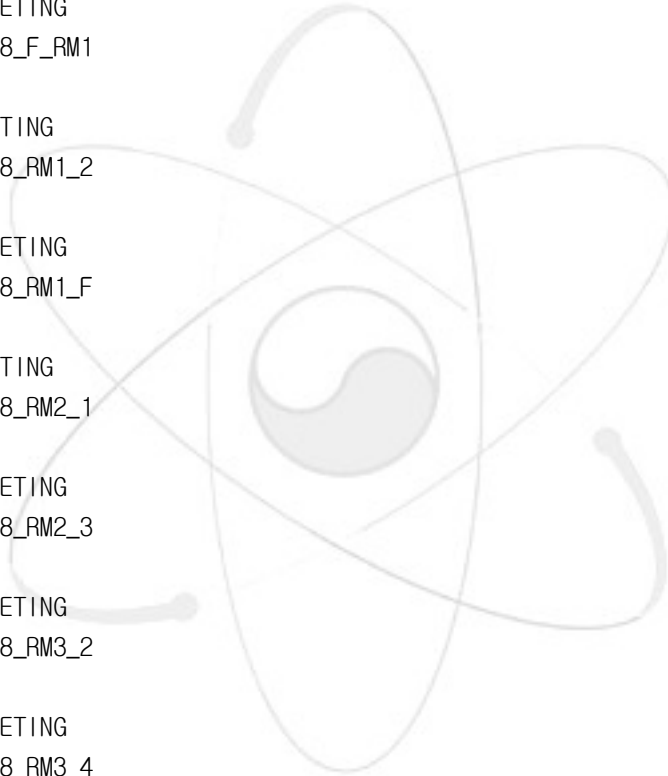 ETING
8_F_RM1
TING
8_RM1_2
ETING
8_RM1_F
TING
8_RM2_1
ETING
8_RM2_3
ETING
8_RM3_2
ETING
8_RM3_4